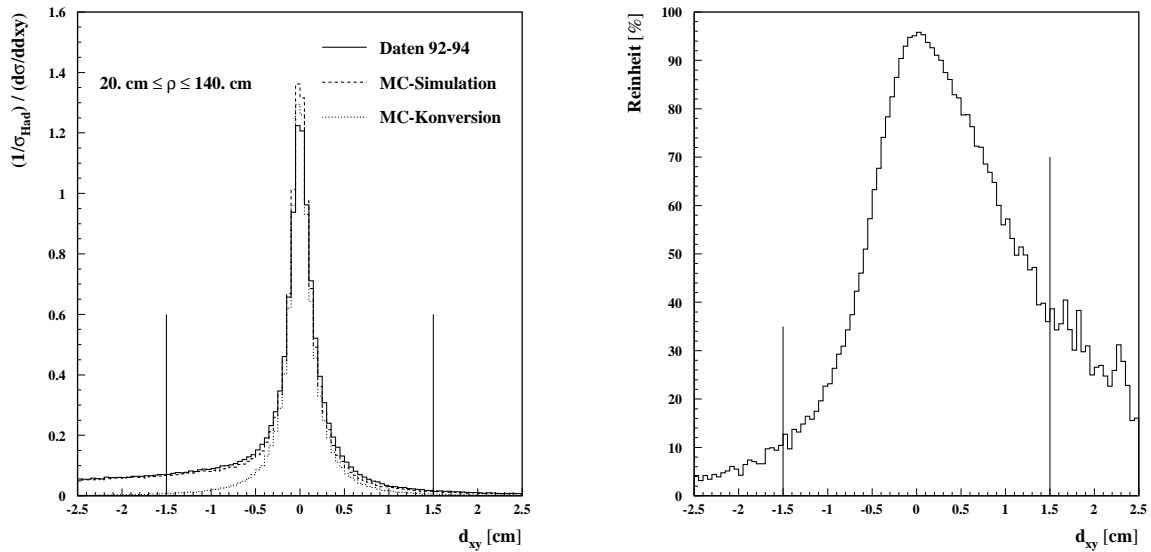 (1/σHad) / (dσ/ddxy)
1.6
1.4
1.2
1
0.8
0.6
0.4
0.2
0
Daten 92-94
20. cm ≤ ρ ≤ 140. cm
MC-Simulation
MC-Konversion
-2.5 -2 -1.5 -1 -0.5 0 0.5 1 1.5 2 2.5
dxy [cm]
Reinheit [%]
100
90
80
70
60
50
40
30
20
10
0
-2.5 -2 -1.5 -1 -0.5 0 0.5 1 1.5 2 2.5
dxy [cm]